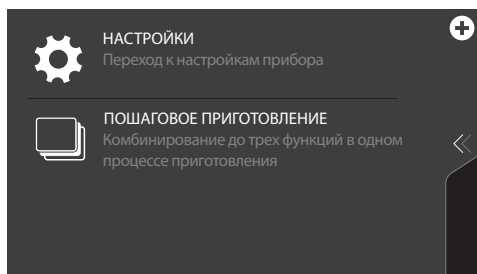 НАСТРОЙКИ
Переход к настройкам прибора
ПОШАГОВОЕ ПРИГОТОВЛЕНИЕ
Комбинирование до трех функций в одном
процессе приготовления